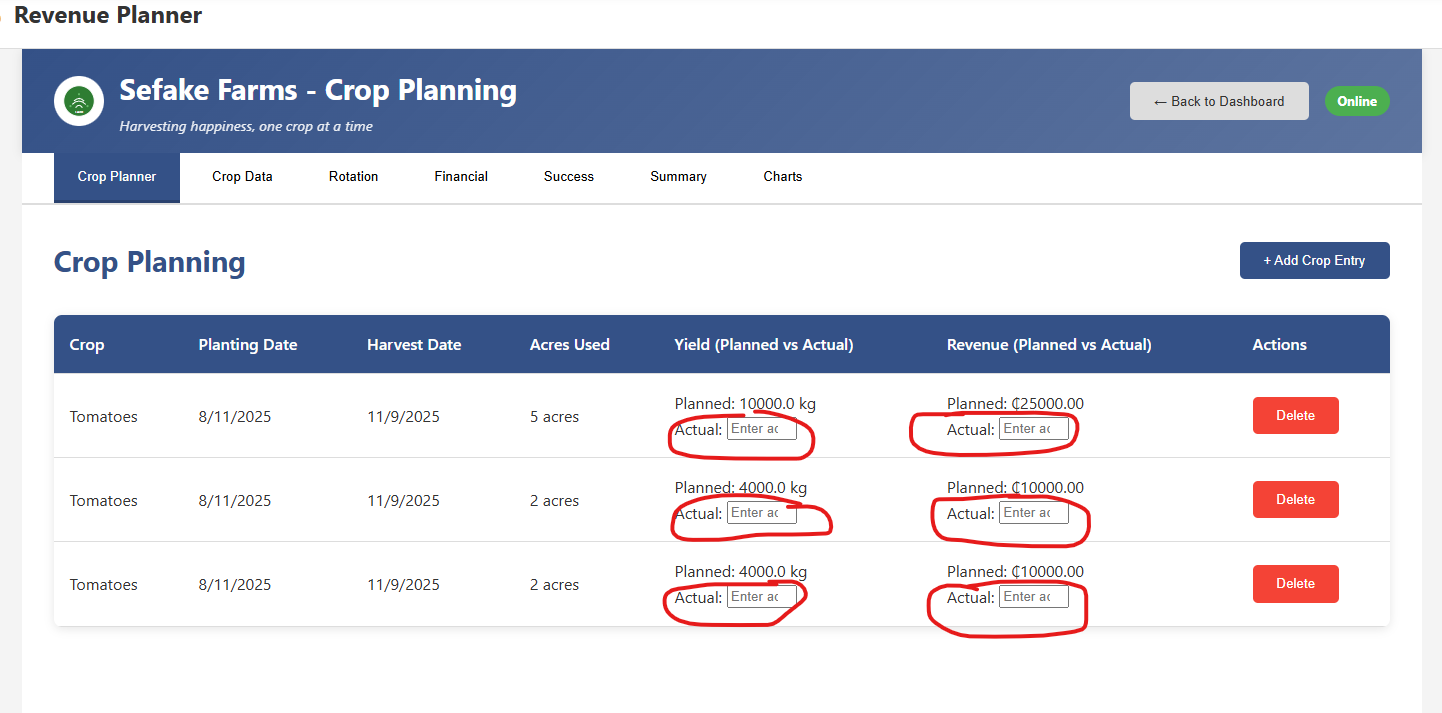 Revenue Planner
Sefake Farms - Crop Planning
Harvesting happiness, one crop at a time
← Back to Dashboard
Online
Crop Planner Crop Data Rotation Financial Success Summary Charts
Crop Planning
+ Add Crop Entry
Crop Planting Date Harvest Date Acres Used Yield (Planned vs Actual) Revenue (Planned vs Actual) Actions
Tomatoes 8/11/2025 11/9/2025 5 acres Planned: 10000.0 kg Planned: ₵25000.00 Delete
Actual: Enter ac Actual: Enter ac
Tomatoes 8/11/2025 11/9/2025 2 acres Planned: 4000.0 kg Planned: ₵10000.00 Delete
Actual: Enter ac Actual: Enter ac
Tomatoes 8/11/2025 11/9/2025 2 acres Planned: 4000.0 kg Planned: ₵10000.00 Delete
Actual: Enter ac Actual: Enter ac